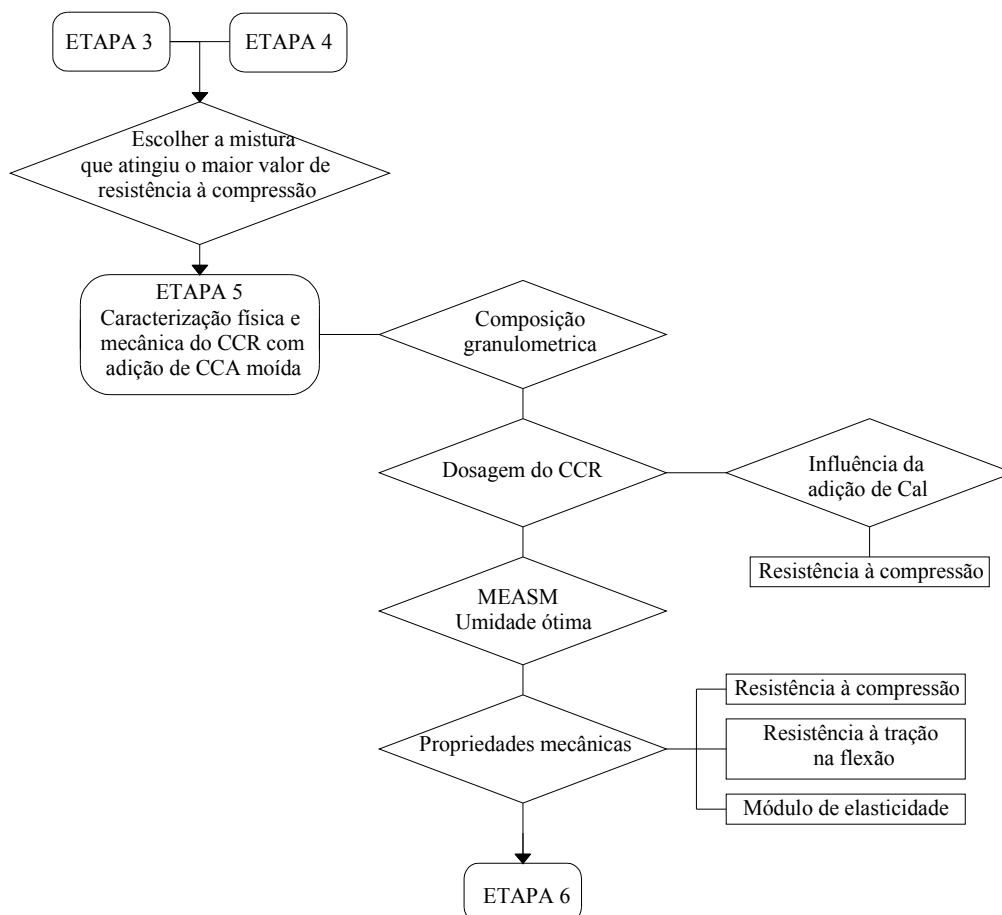 ETAPA 3
ETAPA 4
Escolher a mistura
que atingiu o maior valor de
resistência à compressão
ETAPA 5
Caracterização física e
mecânica do CCR com
adição de CCA moída
Composição
granulometrica
Dosagem do CCR
Influência da
adição de Cal
Resistência à compressão
MEASM
Umidade ótima
Propriedades mecânicas
Resistência à compressão
Resistência à tração
na flexão
Módulo de elasticidade
ETAPA 6